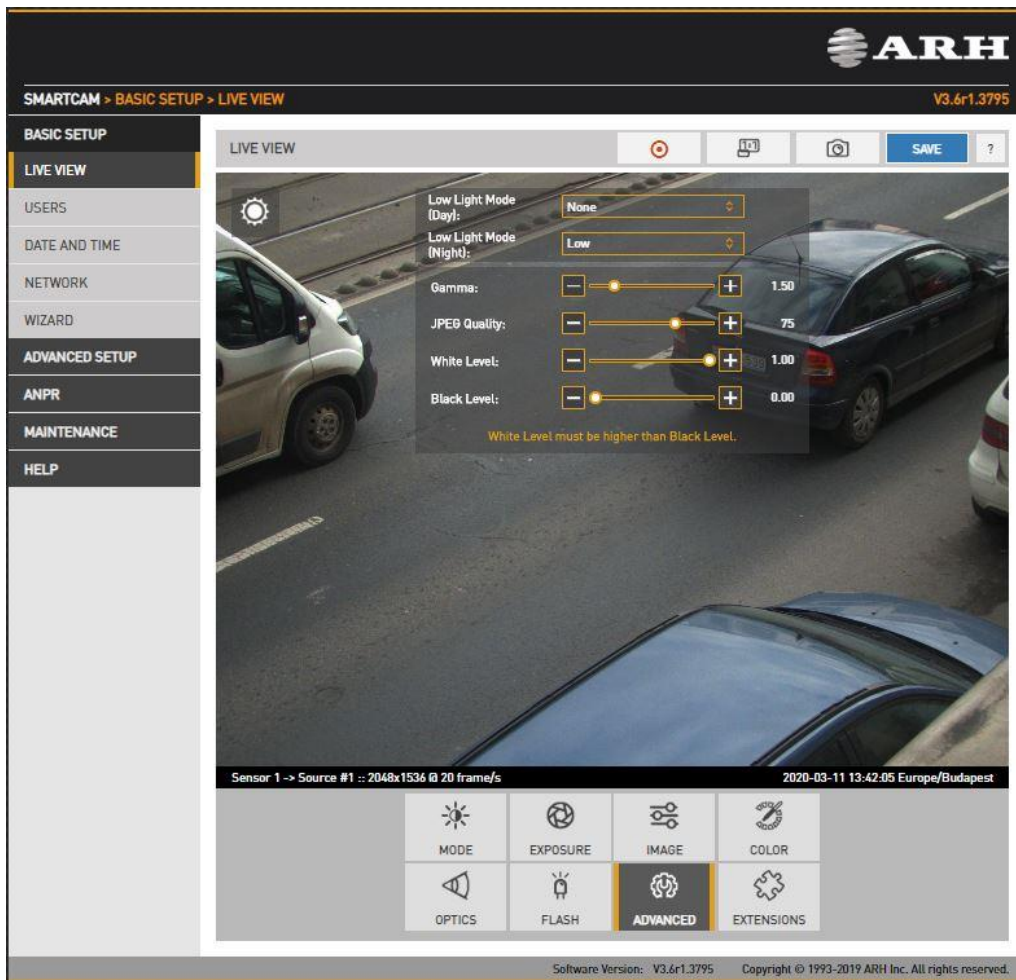 ARH
SMARTCAM > BASIC SETUP > LIVE VIEW
V3.6r1.3795
BASIC SETUP
LIVE VIEW
USERS
DATE AND TIME
NETWORK
WIZARD
ADVANCED SETUP
ANPR
MAINTENANCE
HELP
LIVE VIEW
SAVE
?
Low Light Mode
(Day):
None
Low Light Mode
(Night):
Low
Gamma: 1.50
JPEG Quality: 75
White Level: 1.00
Black Level: 0.00
White Level must be higher than Black Level.
Sensor 1 -> Source #1 :: 2048x1536 @ 20 frame/s
2020-03-11 13:42:05 Europe/Budapest
MODE
EXPOSURE
IMAGE
COLOR
OPTICS
FLASH
ADVANCED
EXTENSIONS
Software Version: V3.6r1.3795
Copyright © 1993-2019 ARH Inc. All rights reserved.